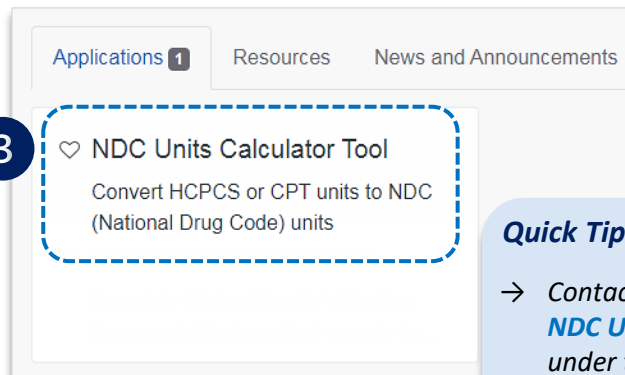 Applications 1 Resources News and Announcements
3
NDC Units Calculator Tool
Convert HCPCS or CPT units to NDC
(National Drug Code) units
Quick Tip
→ Contac
NDC U
under